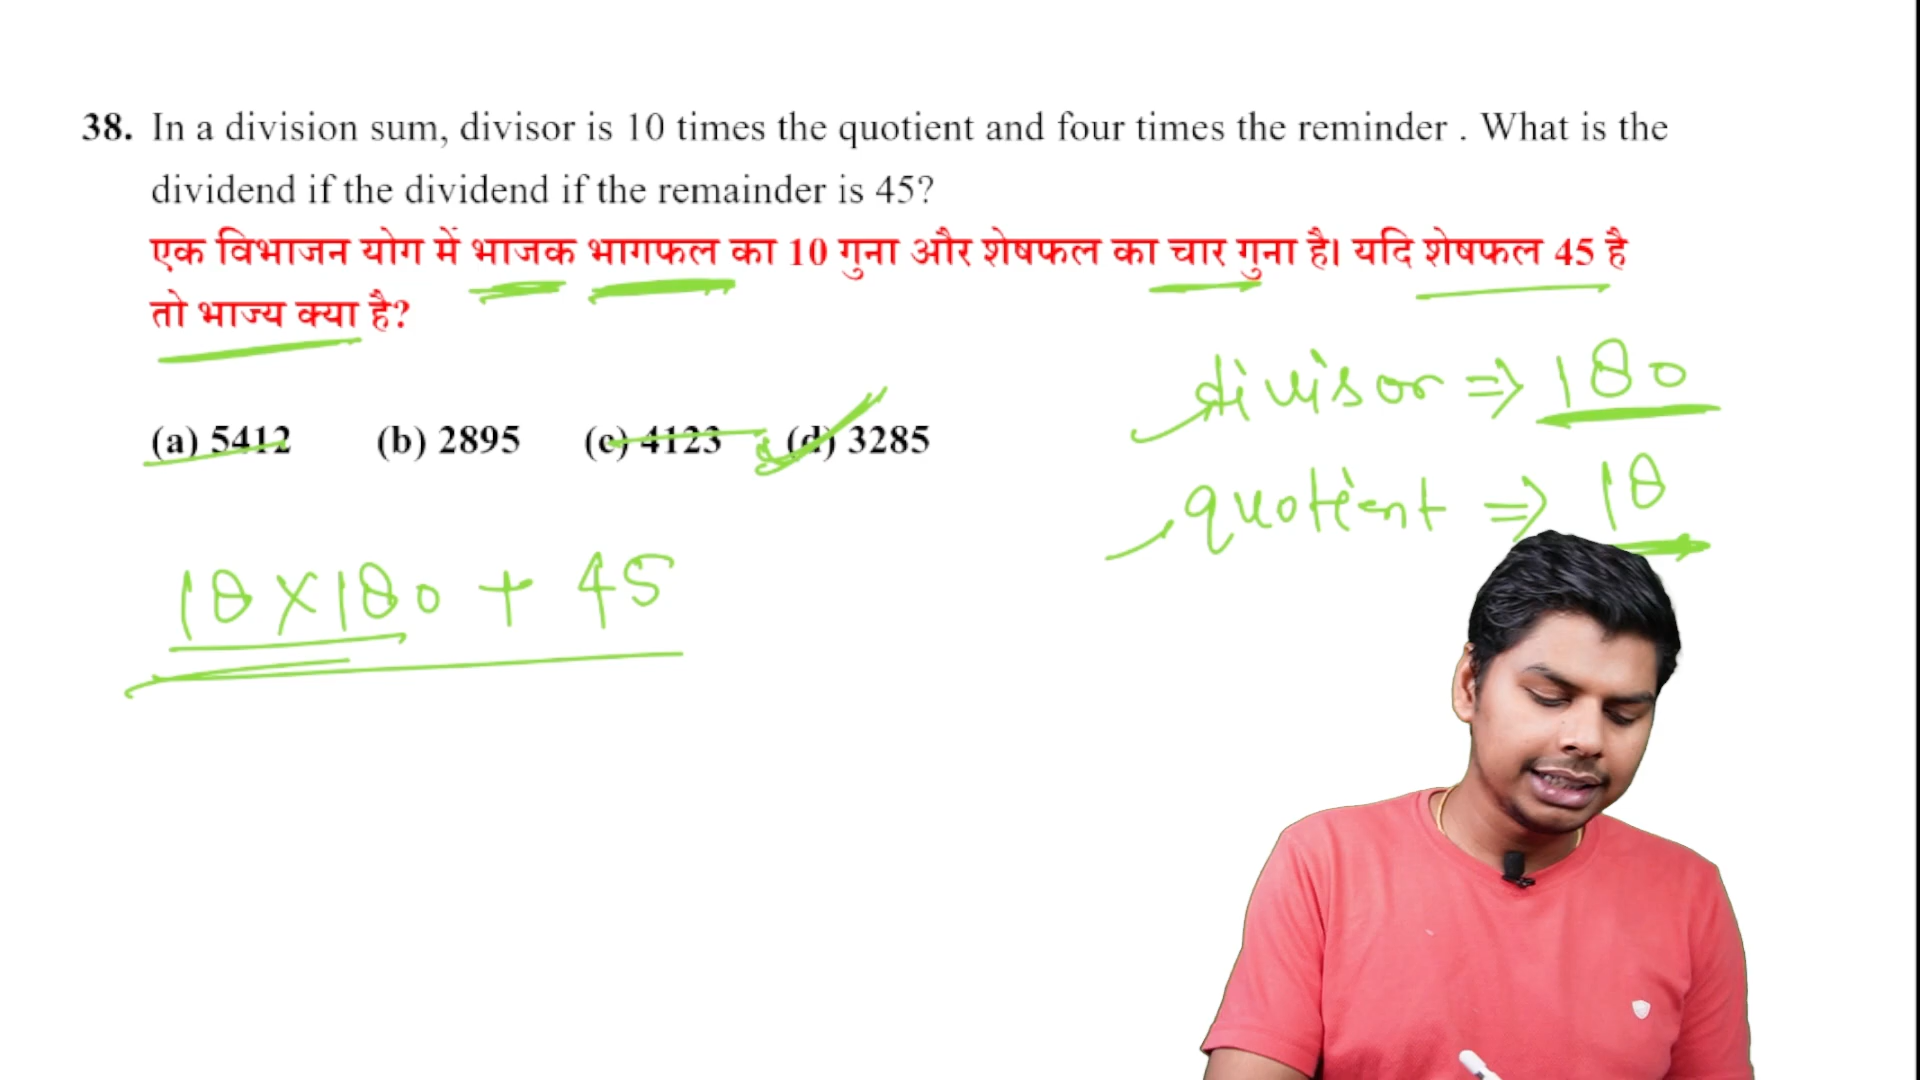 38. In a division sum, divisor is 10 times the quotient and four times the reminder . What is the
dividend if the dividend if the remainder is 45?
एक विभाजन योग में भाजक भागफल का 10 गुना और शेषफल का चार गुना है। यदि शेषफल 45 है
तो भाज्य क्या है?
(a) 5412 (b) 2895 (c) 4123 (d) 3285
divisor ⇒ 180
quotient ⇒ 18
18 × 180 + 45